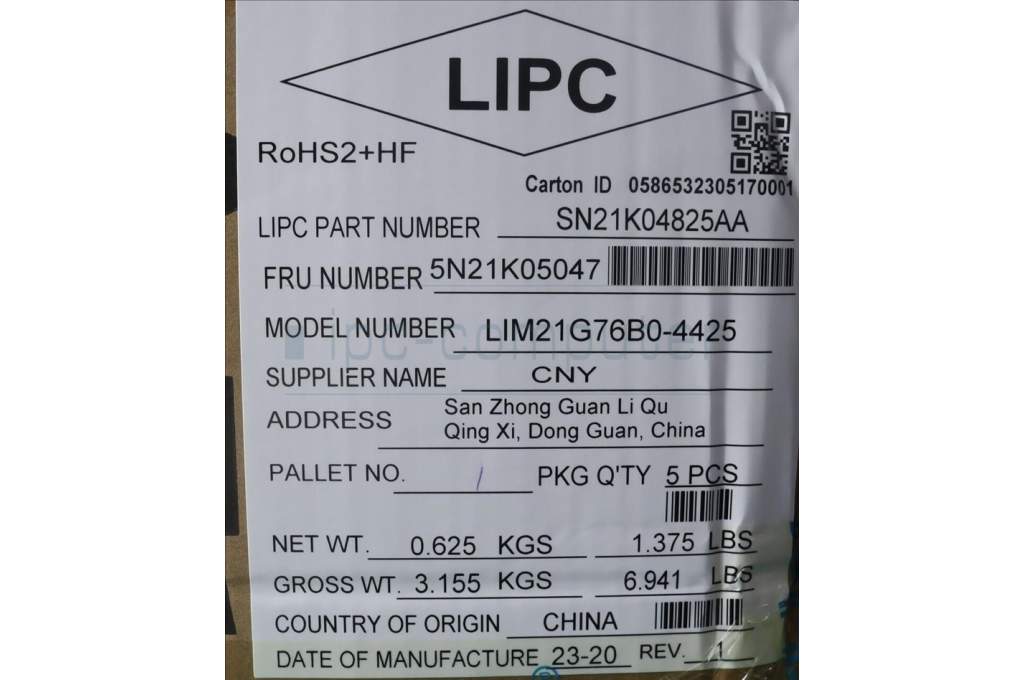 LIPC
RoHS2+HF
Carton ID 0586532305170001
LIPC PART NUMBER SN21K04825AA
FRU NUMBER 5N21K05047
MODEL NUMBER LIM21G76B0-4425
ipc-computer
SUPPLIER NAME CNY
ADDRESS San Zhong Guan Li Qu
Qing Xi, Dong Guan, China
PALLET NO. / PKG Q'TY 5 PCS
NET WT. 0.625 KGS 1.375 LBS
GROSS WT. 3.155 KGS 6.941 LBS
COUNTRY OF ORIGIN CHINA
DATE OF MANUFACTURE 23-20 REV. 1